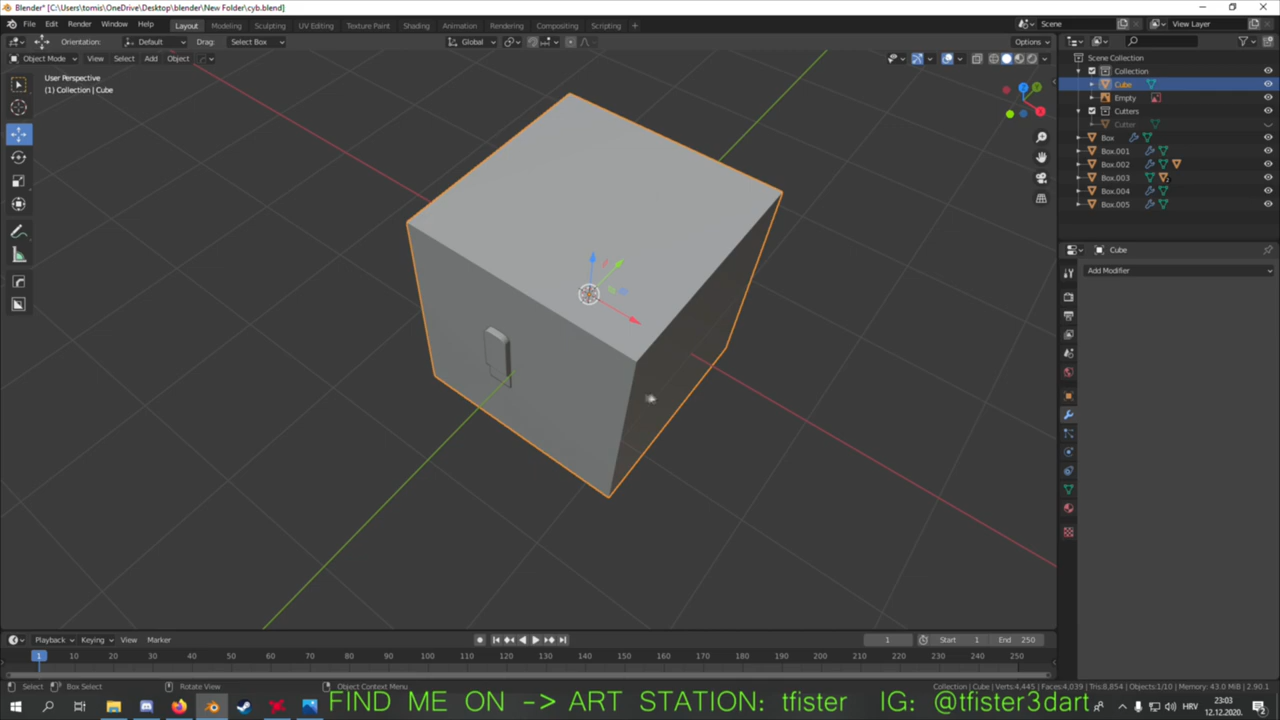 Blender* [C:\Users\tomis\OneDrive\Desktop\blender\New Folder\cyb.blend]
File Edit Render Window Help Layout Modeling Sculpting UV Editing Texture Paint Shading Animation Rendering Compositing Scripting + Scene View Layer
Orientation: Default Drag: Select Box Global Options
Object Mode View Select Add Object
User Perspective
(1) Collection | Cube
Scene Collection
Collection
Cube
Empty
Cutters
Cutter
Box
Box.001
Box.002
Box.003
Box.004
Box.005
Cube
Add Modifier
Playback Keying View Marker 1 Start 1 End 250
1 10 20 30 40 50 60 70 80 90 100 110 120 130 140 150 160 170 180 190 200 210 220 230 240 250
Select Box Select Rotate View Object Context Menu Collection | Cube | Verts:4,445 | Faces:4,039 | Tris:8,854 | Objects:1/10 | Memory: 43.0 MiB | 2.90.1
FIND ME ON -> ART STATION: tfister IG: @tfister3dart
HRV
23:03
12.12.2020.
2